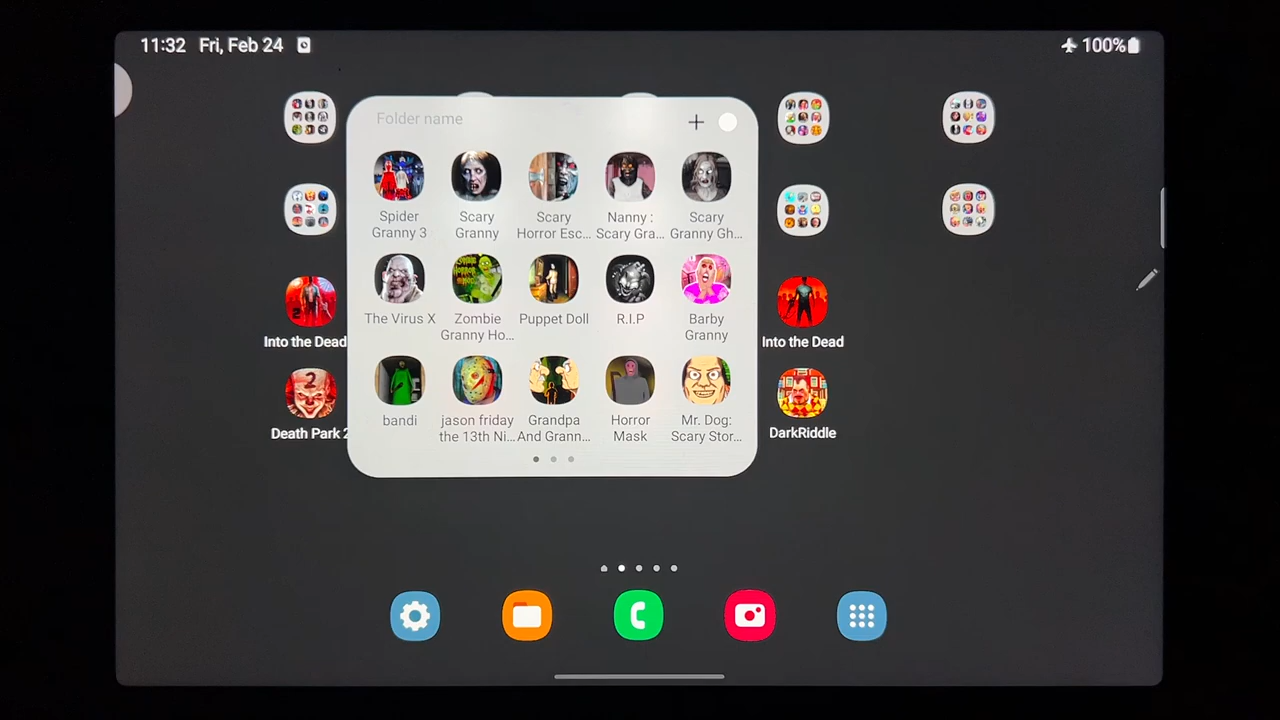 11:32 Fri, Feb 24
100%
Folder name
Spider
Granny 3
Scary
Granny
Scary
Horror Esc...
Nanny :
Scary Gra...
Scary
Granny Gh...
The Virus X
Zombie
Granny Ho...
Puppet Doll
R.I.P
Barby
Granny
bandi
jason friday
the 13th Ni...
Grandpa
And Grann...
Horror
Mask
Mr. Dog:
Scary Stor...
Into the Dead
2
Into the Dead
2
Death Park 2
DarkRiddle